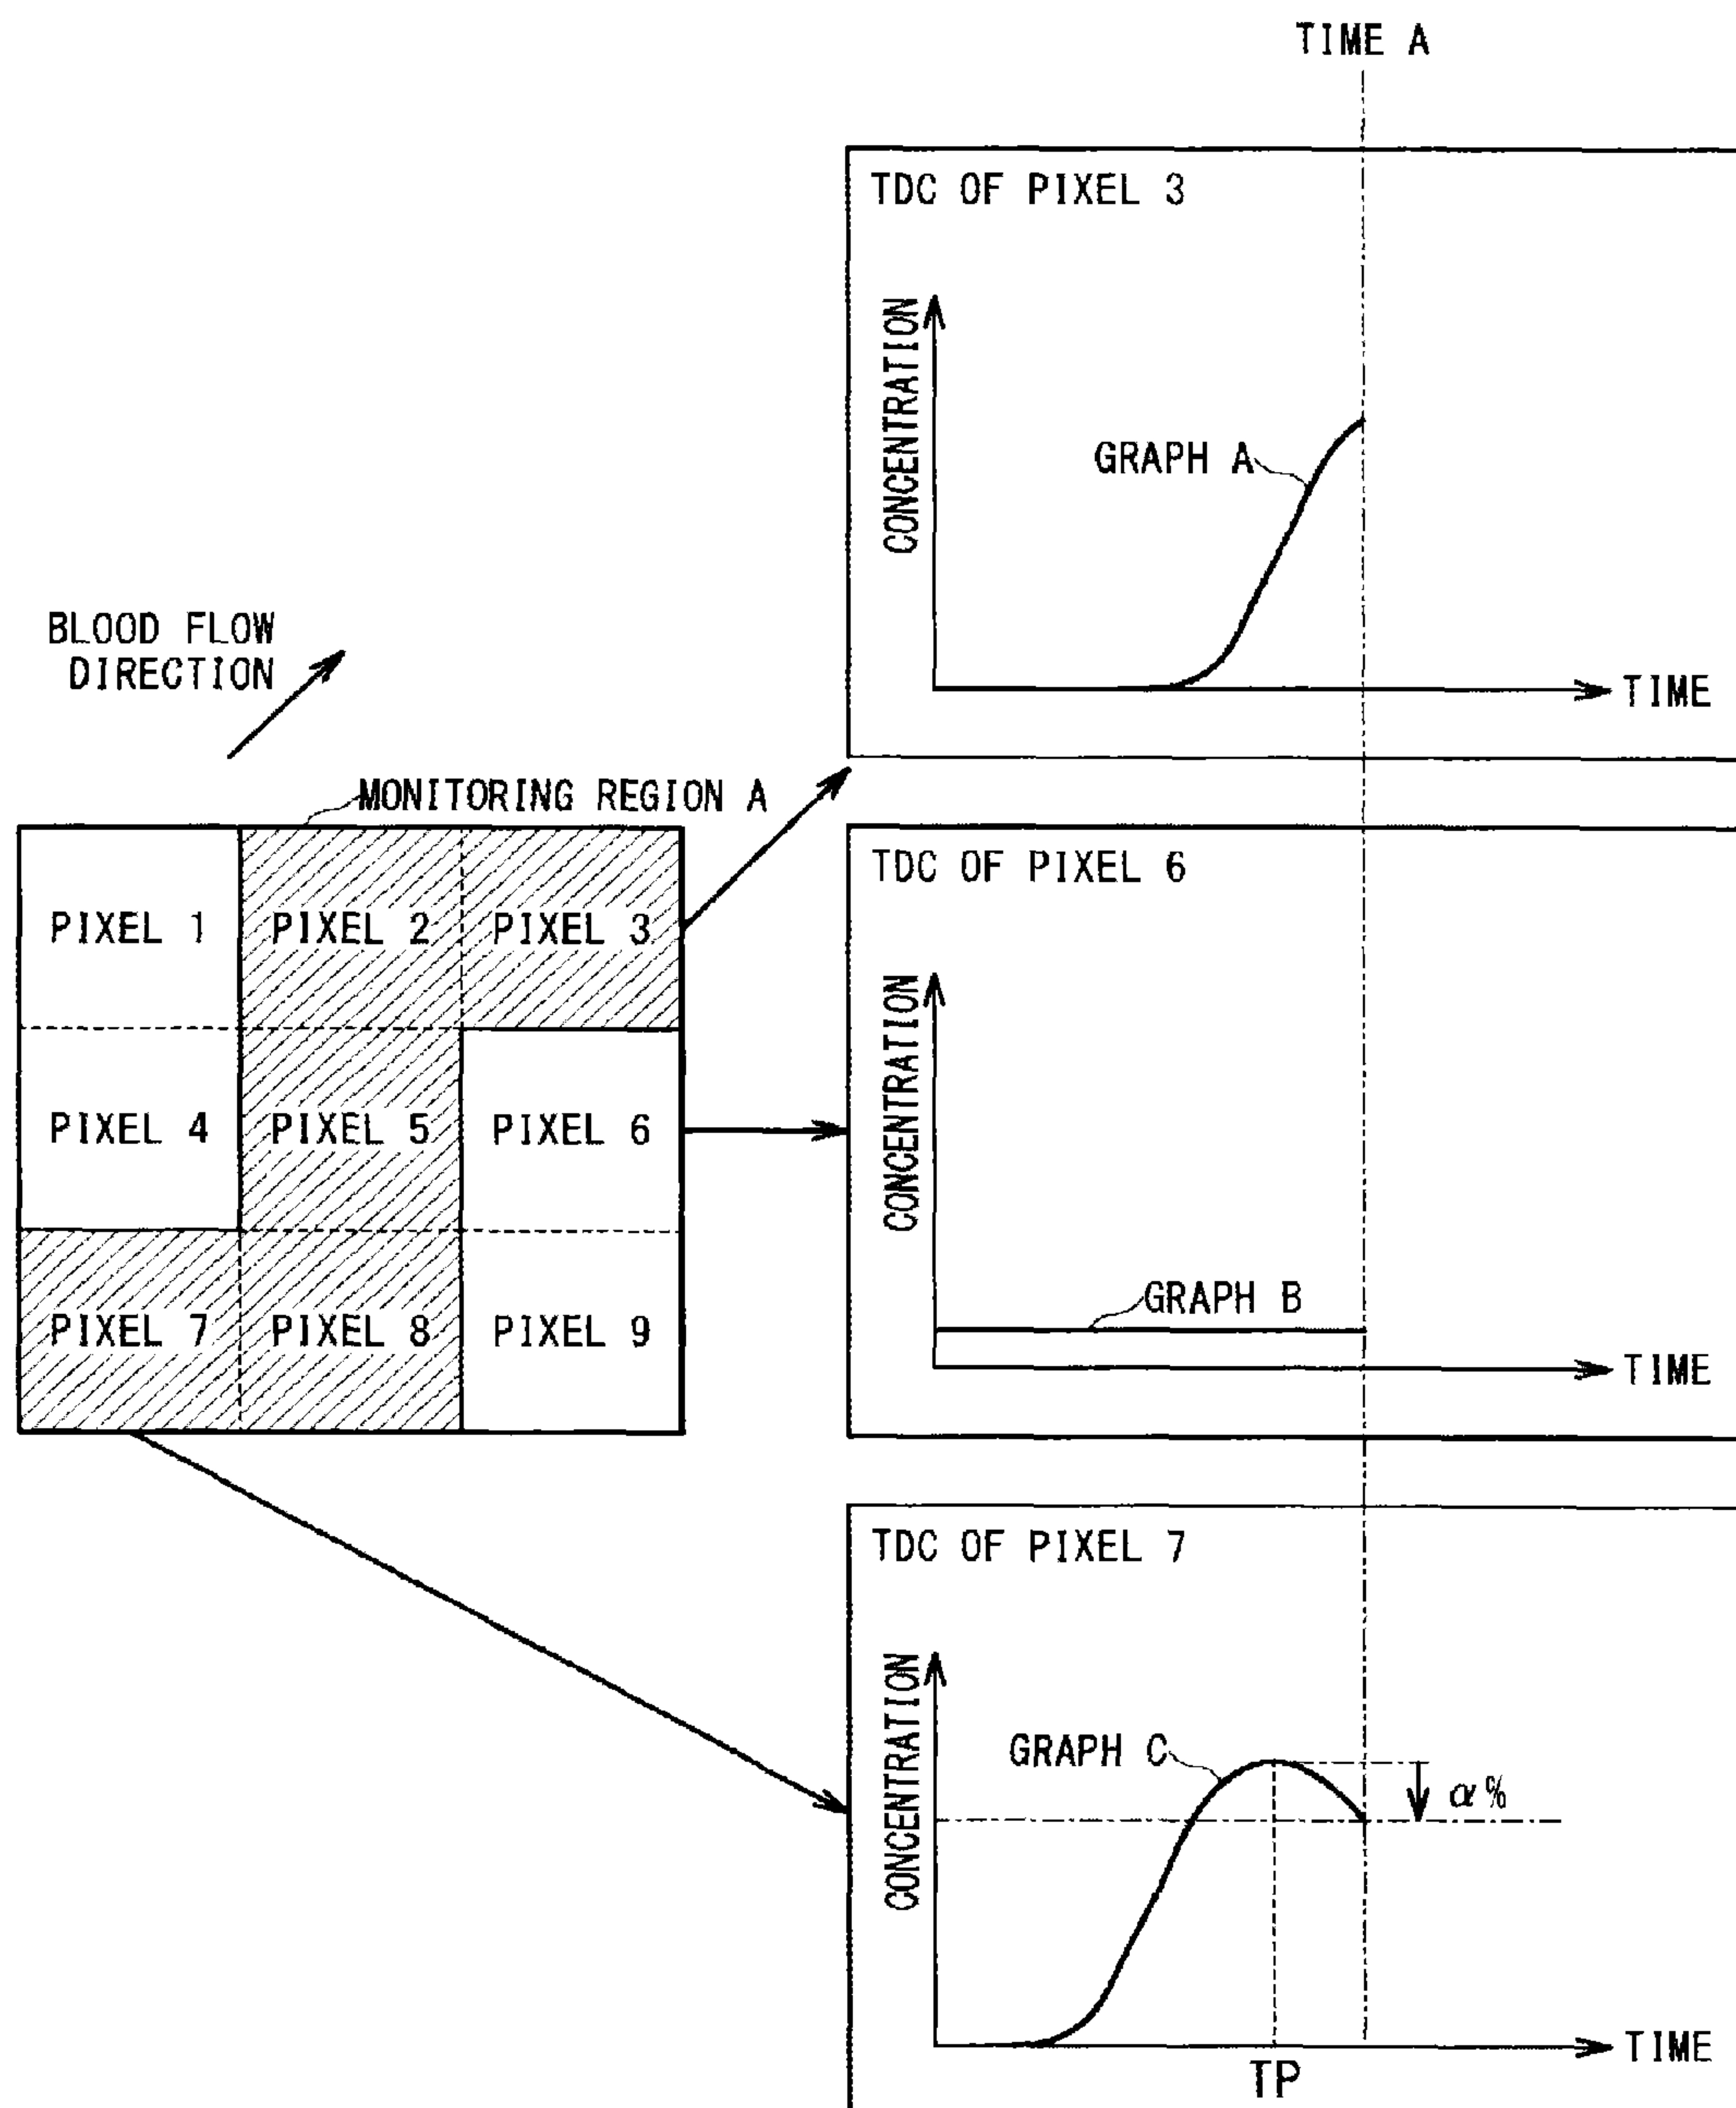 TIME A
TDC OF PIXEL 3
CONCENTRATION
GRAPH A
TIME
BLOOD FLOW
DIRECTION
MONITORING REGION A
PIXEL 1
PIXEL 2
PIXEL 3
PIXEL 4
PIXEL 5
PIXEL 6
PIXEL 7
PIXEL 8
PIXEL 9
TDC OF PIXEL 6
CONCENTRATION
GRAPH B
TIME
TDC OF PIXEL 7
CONCENTRATION
GRAPH C
α%
TIME
TP